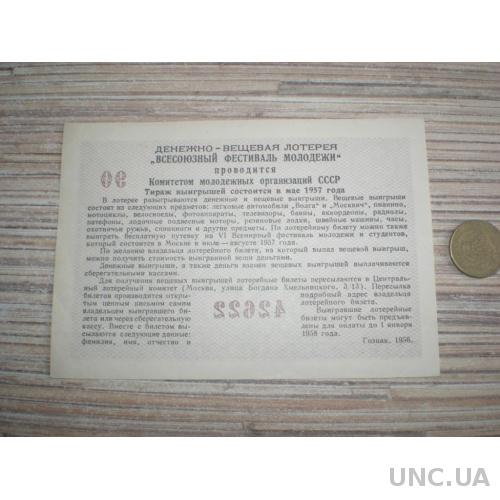 ДЕНЕЖНО-ВЕЩЕВАЯ ЛОТЕРЕЯ
„ВСЕСОЮЗНЫЙ ФЕСТИВАЛЬ МОЛОДЕЖИ“
проводится
Комитетом молодежных организаций СССР
Тираж выигрышей состоится в мае 1957 года
90
В лотерее разыгрываются денежные и вещевые выигрыши. Вещевые выигрыши
состоят из следующих предметов: легковые автомобили „Волга“ и „Москвич“, пианино,
мотоциклы, велосипеды, фотоаппараты, телевизоры, баяны, аккордеоны, радиолы,
патефоны, лодочные подвесные моторы, резиновые лодки, швейные машины, часы,
охотничьи ружья, спиннинги и другие предметы. По лотерейному билету можно также
выиграть бесплатную путевку на VI Всемирный фестиваль молодежи и студентов,
который состоится в Москве в июле—августе 1957 года.
По желанию владельца лотерейного билета, на который выпал вещевой выигрыш,
можно получить стоимость выигранной вещи деньгами.
Денежные выигрыши, а также деньги взамен вещевых выигрышей выплачиваются
сберегательными кассами.
Для получения вещевых выигрышей лотерейные билеты пересылаются в Централь-
ный лотерейный комитет (Москва, улица Богдана Хмельницкого, 3/13). Пересылка
билетов производится откры-
тым ценным письмом самим
владельцем выигравшего би-
лета или через сберегательную
кассу. Вместе с билетом вы-
сылаются следующие данные:
фамилия, имя, отчество и
42622
подробный адрес владельца
лотерейного билета.
Выигравшие лотерейные
билеты могут быть предъяв-
лены для оплаты до 1 января
1958 года.
Гознак. 1956.
UNC.UA